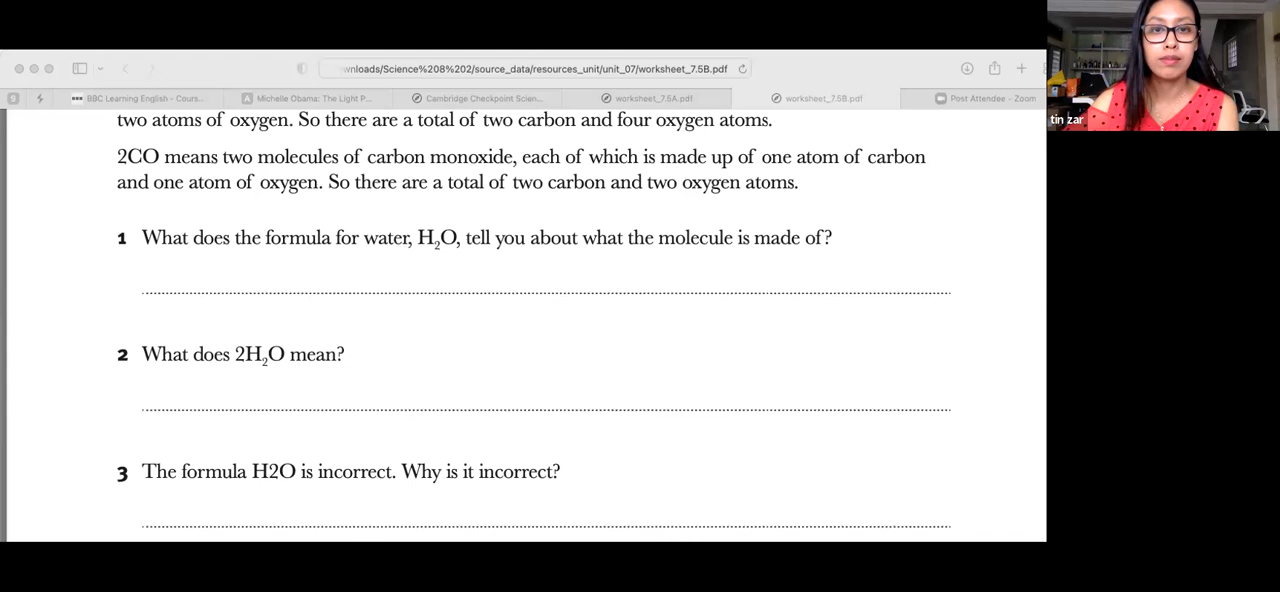 wnloads/Science%208%202/source_data/resources_unit/unit_07/worksheet_7.5B.pdf
BBC Learning English - Cours...
Michelle Obama: The Light P...
Cambridge Checkpoint Scien...
worksheet_7.5A.pdf
worksheet_7.5B.pdf
Post Attendee - Zoom
tin zar
two atoms of oxygen. So there are a total of two carbon and four oxygen atoms.
2CO means two molecules of carbon monoxide, each of which is made up of one atom of carbon
and one atom of oxygen. So there are a total of two carbon and two oxygen atoms.
1 What does the formula for water, H₂O, tell you about what the molecule is made of?
2 What does 2H₂O mean?
3 The formula H2O is incorrect. Why is it incorrect?